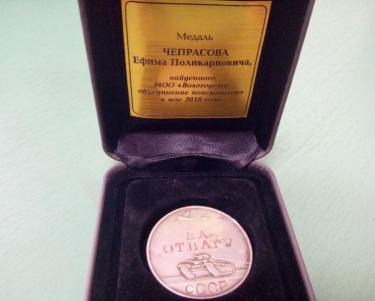 Медаль
ЧЕПРАСОВА
Ефима Поликарповича,
найденного
МОО «Вологодское
объединение поисковиков»
в мае 2018 года
ЗА
ОТВАГУ
СССР